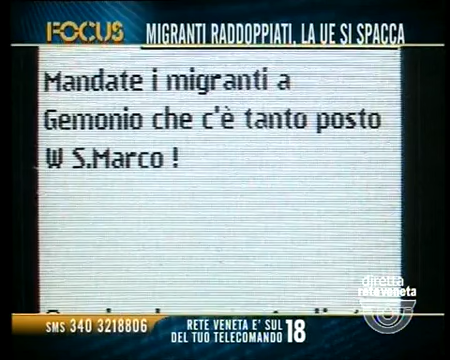 FOCUS
MIGRANTI RADDOPPIATI, LA UE SI SPACCA
Mandate i migranti a
Gemonio che c'è tanto posto
W S.Marco !
diretta
reteveneta
SMS 340 3218806
RETE VENETA E' SUL
DEL TUO TELECOMANDO
18